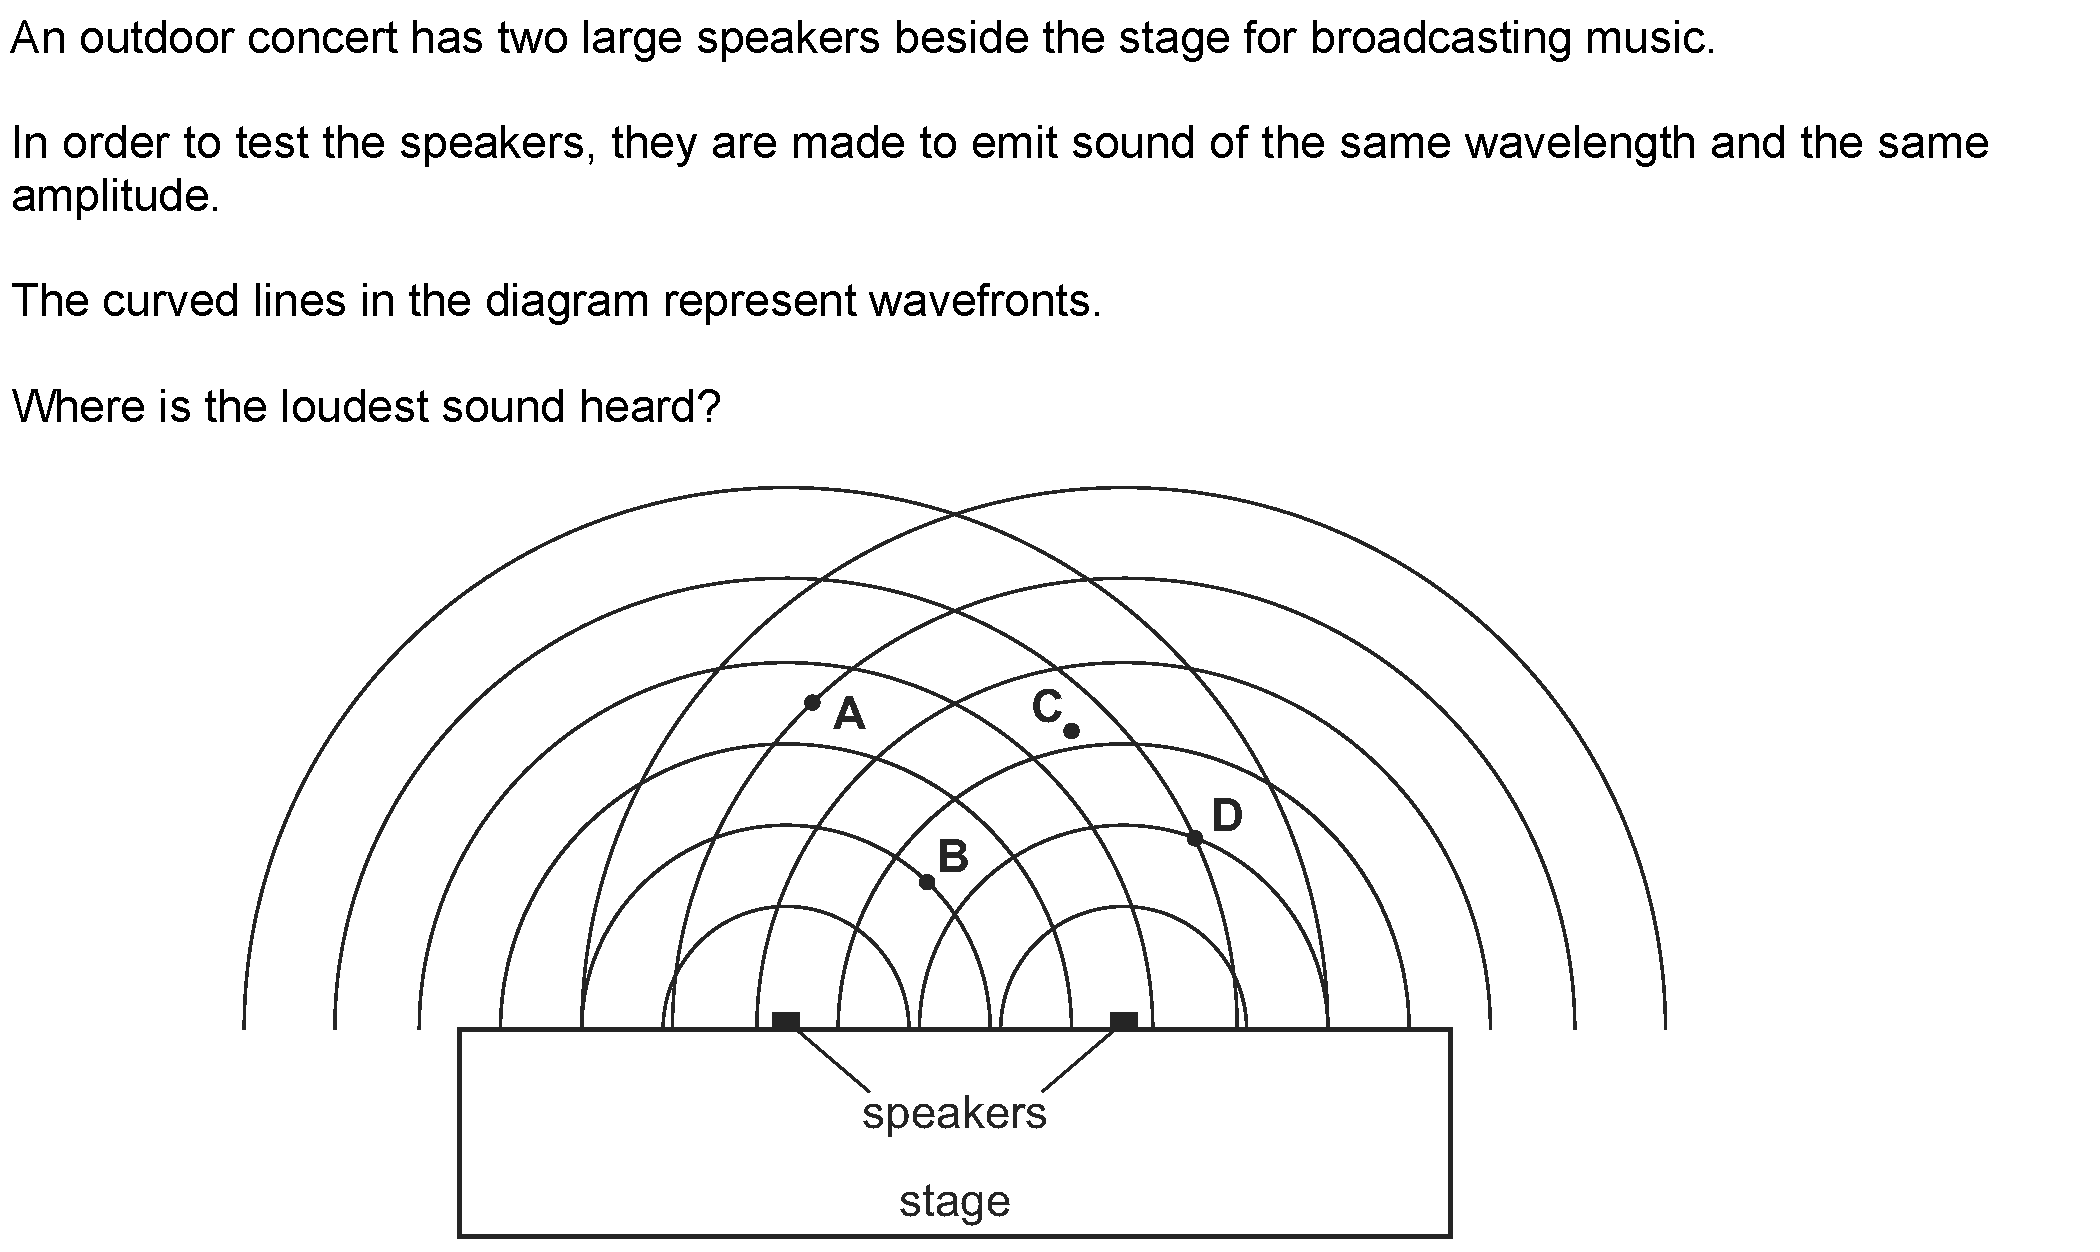 An outdoor concert has two large speakers beside the stage for broadcasting music.
In order to test the speakers, they are made to emit sound of the same wavelength and the same
amplitude.
The curved lines in the diagram represent wavefronts.
Where is the loudest sound heard?
C
A
D
B
speakers
stage